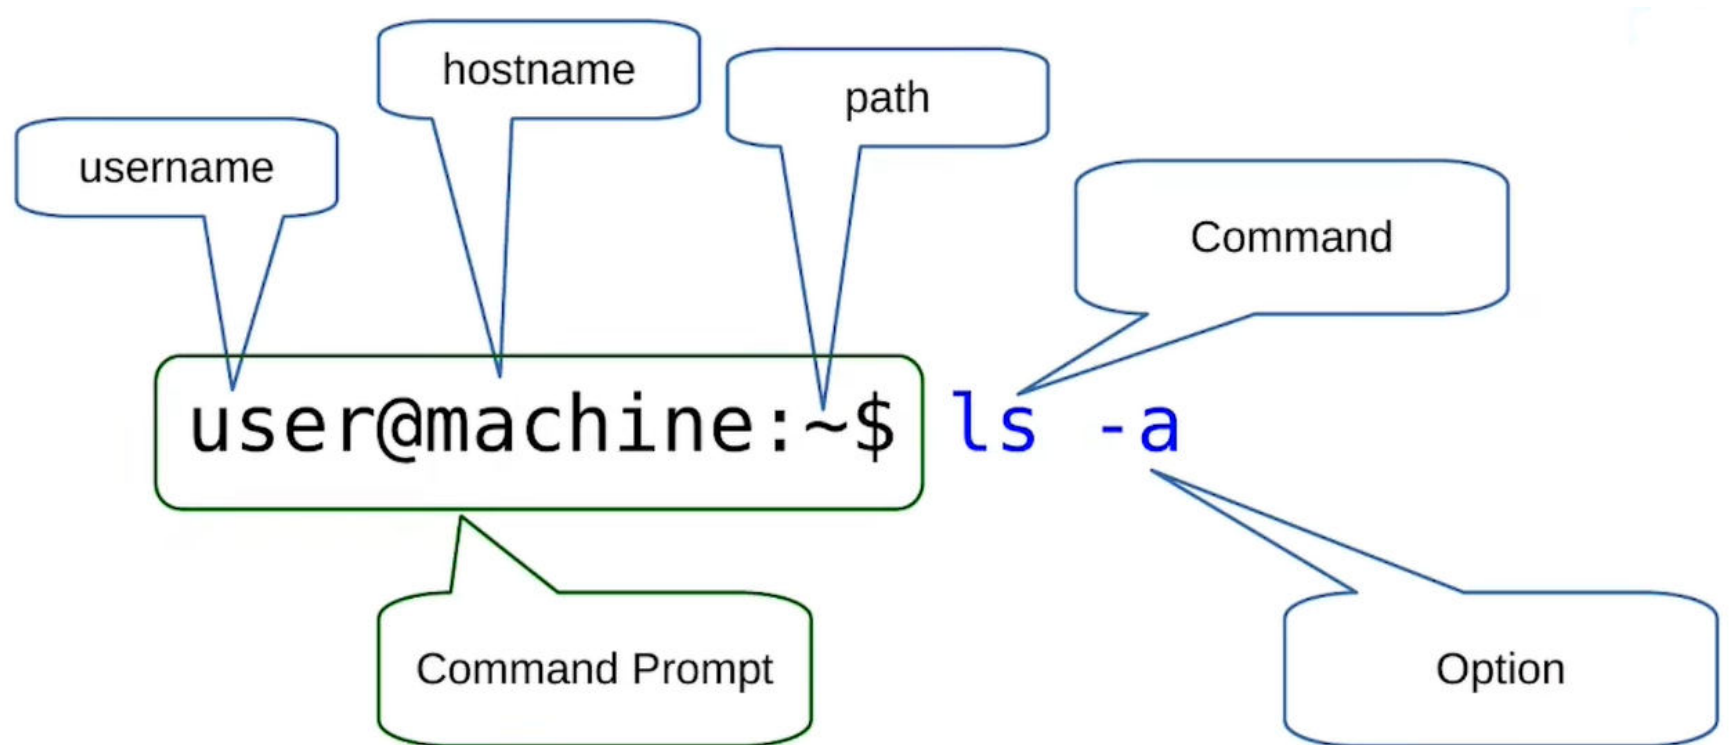 hostname
path
username
Command
user@machine:~$ ls -a
Command Prompt
Option